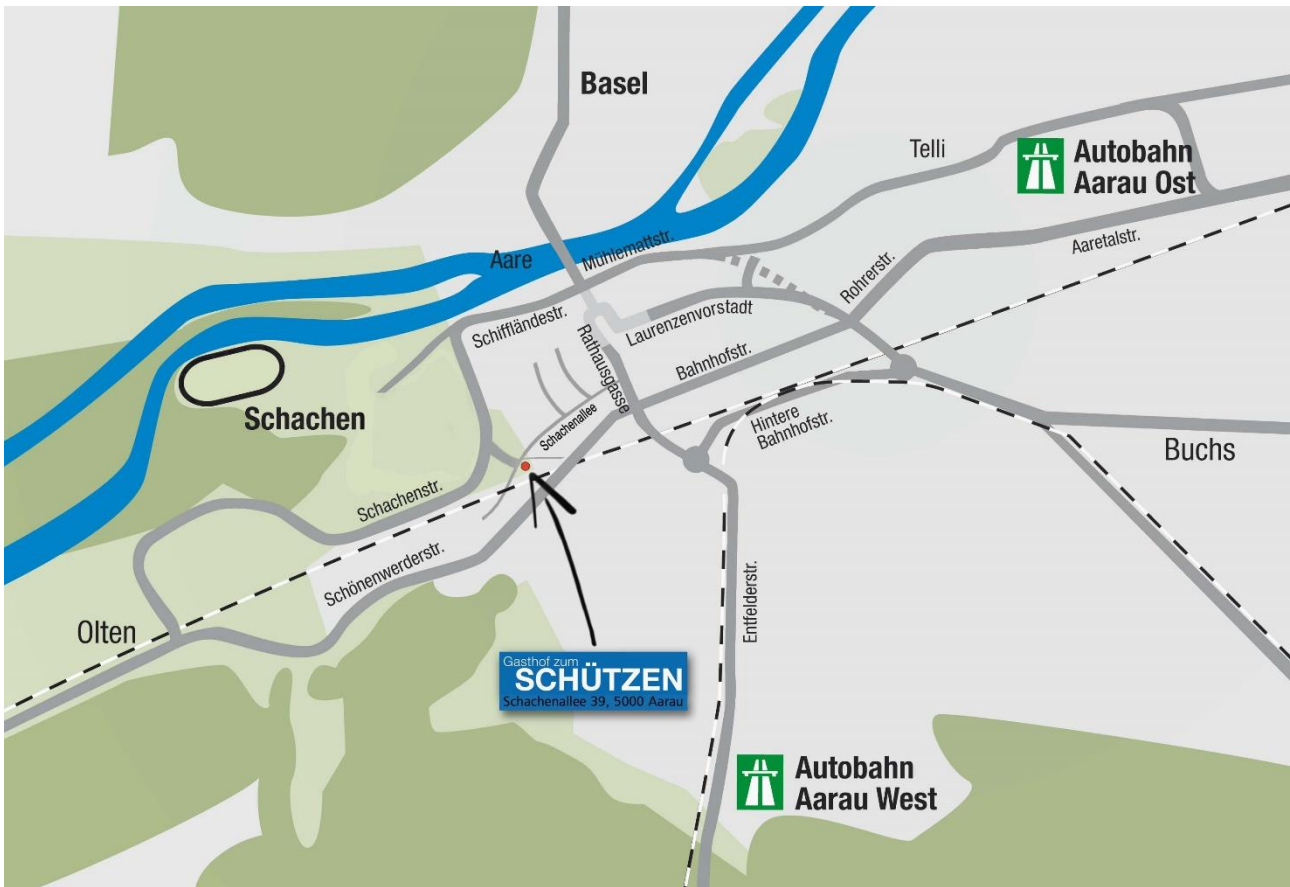 Basel
Telli
Autobahn
Aarau Ost
Aare
Mühlemattstr.
Aaretalstr.
Rohrerstr.
Schiffländestr.
Laurenzenvorstadt
Rathausgasse
Bahnhofstr.
Schachen
Schachenallee
Hintere
Bahnhofstr.
Buchs
Schachenstr.
Schönenwerderstr.
Olten
Entfelderstr.
Gasthof zum
SCHÜTZEN
Schachenallee 39, 5000 Aarau
Autobahn
Aarau West